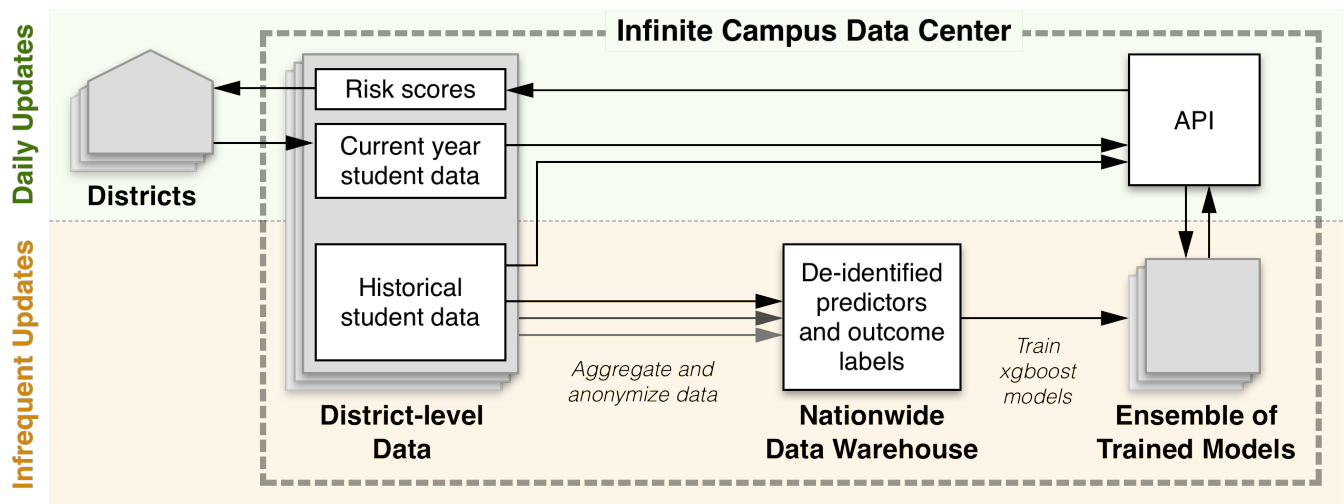 Infinite Campus Data Center
Daily Updates
Risk scores
Current year
student data
API
Districts
Infrequent Updates
Historical
student data
De-identified
predictors
and outcome
labels
Aggregate and
anonymize data
Train
xgboost
models
District-level
Data
Nationwide
Data Warehouse
Ensemble of
Trained Models